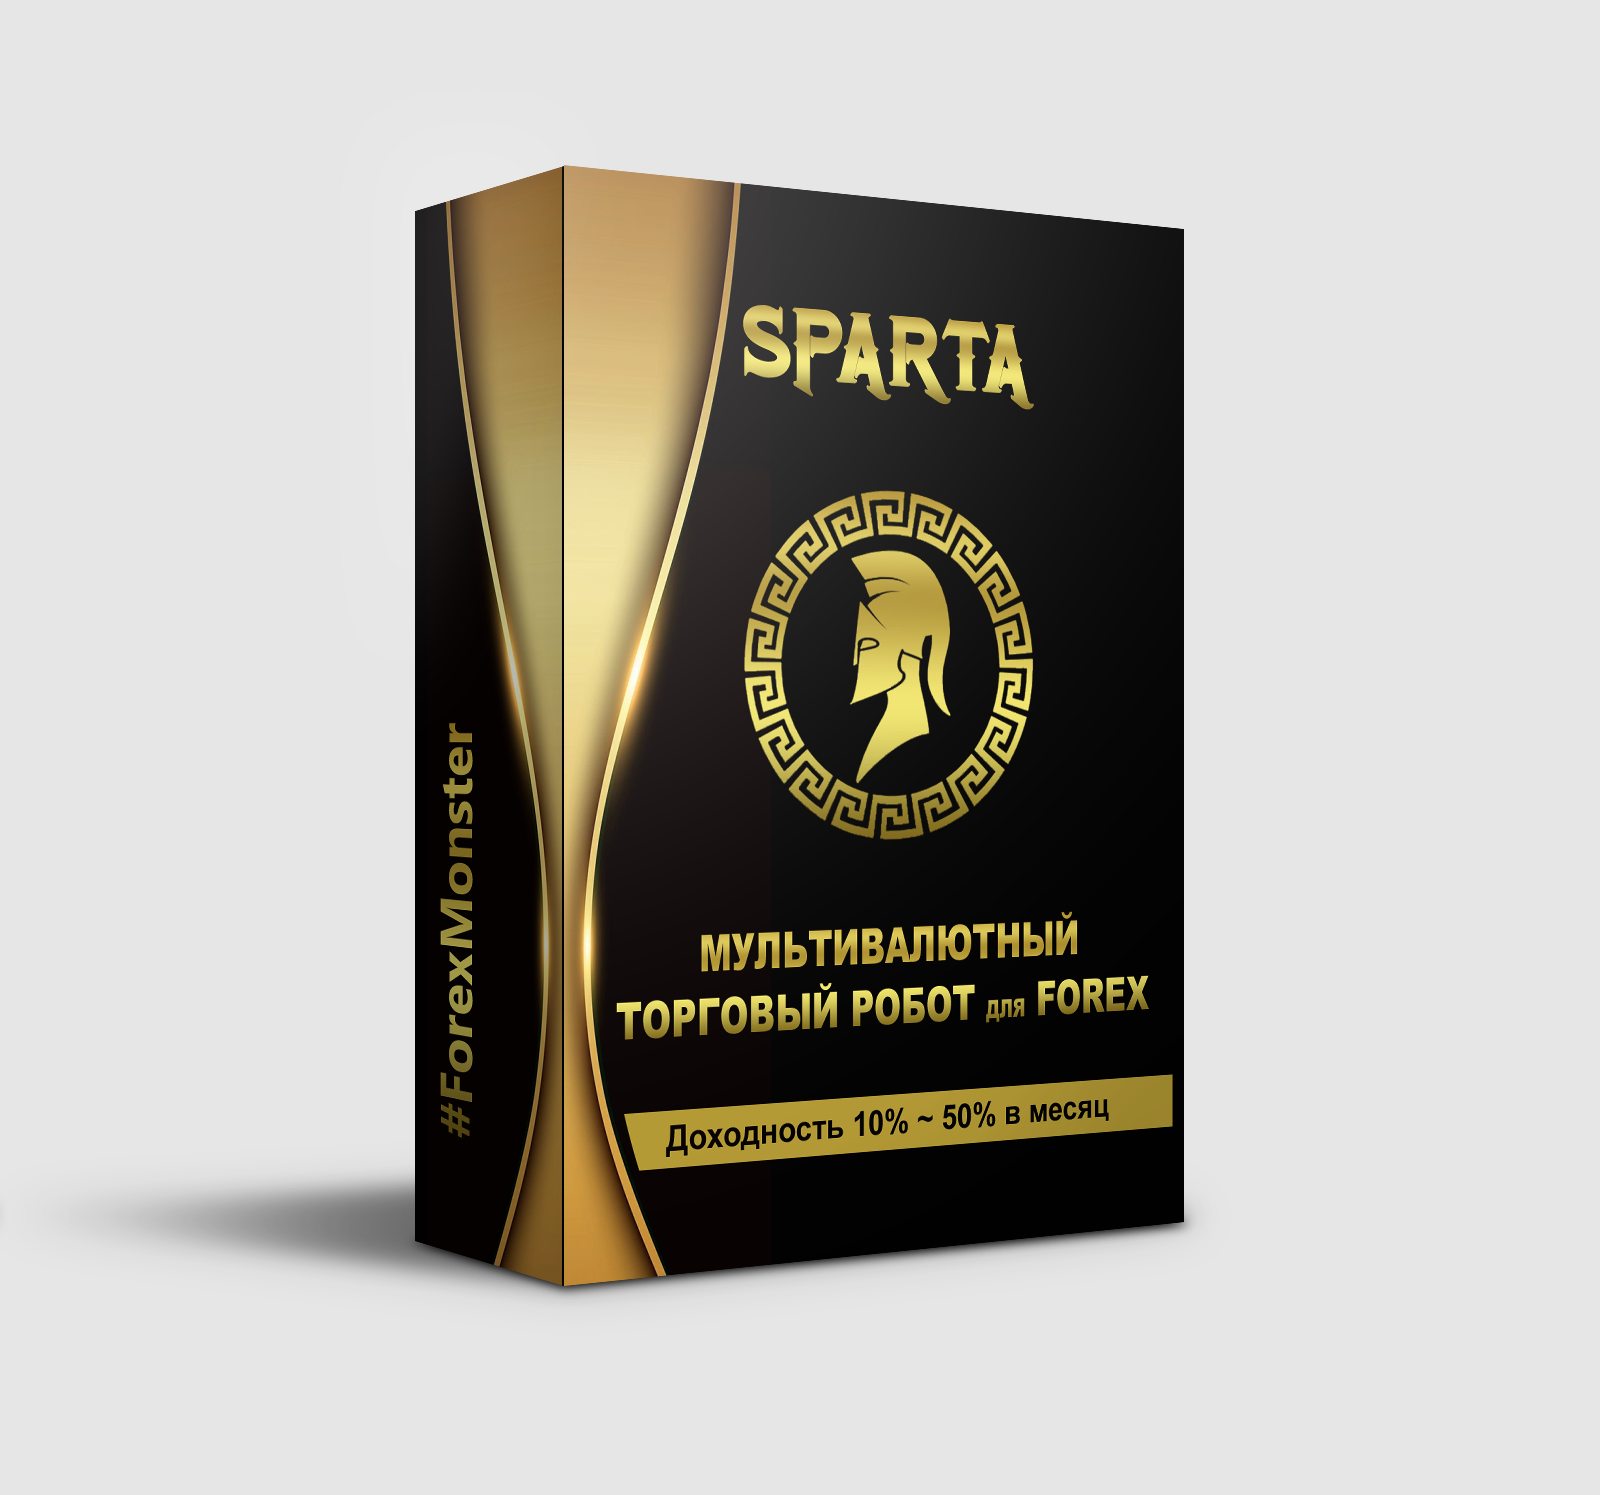 SPARTA
МУЛЬТИВАЛЮТНЫЙ
ТОРГОВЫЙ РОБОТ для FOREX
Доходность 10% ~ 50% в месяц
#ForexMonster